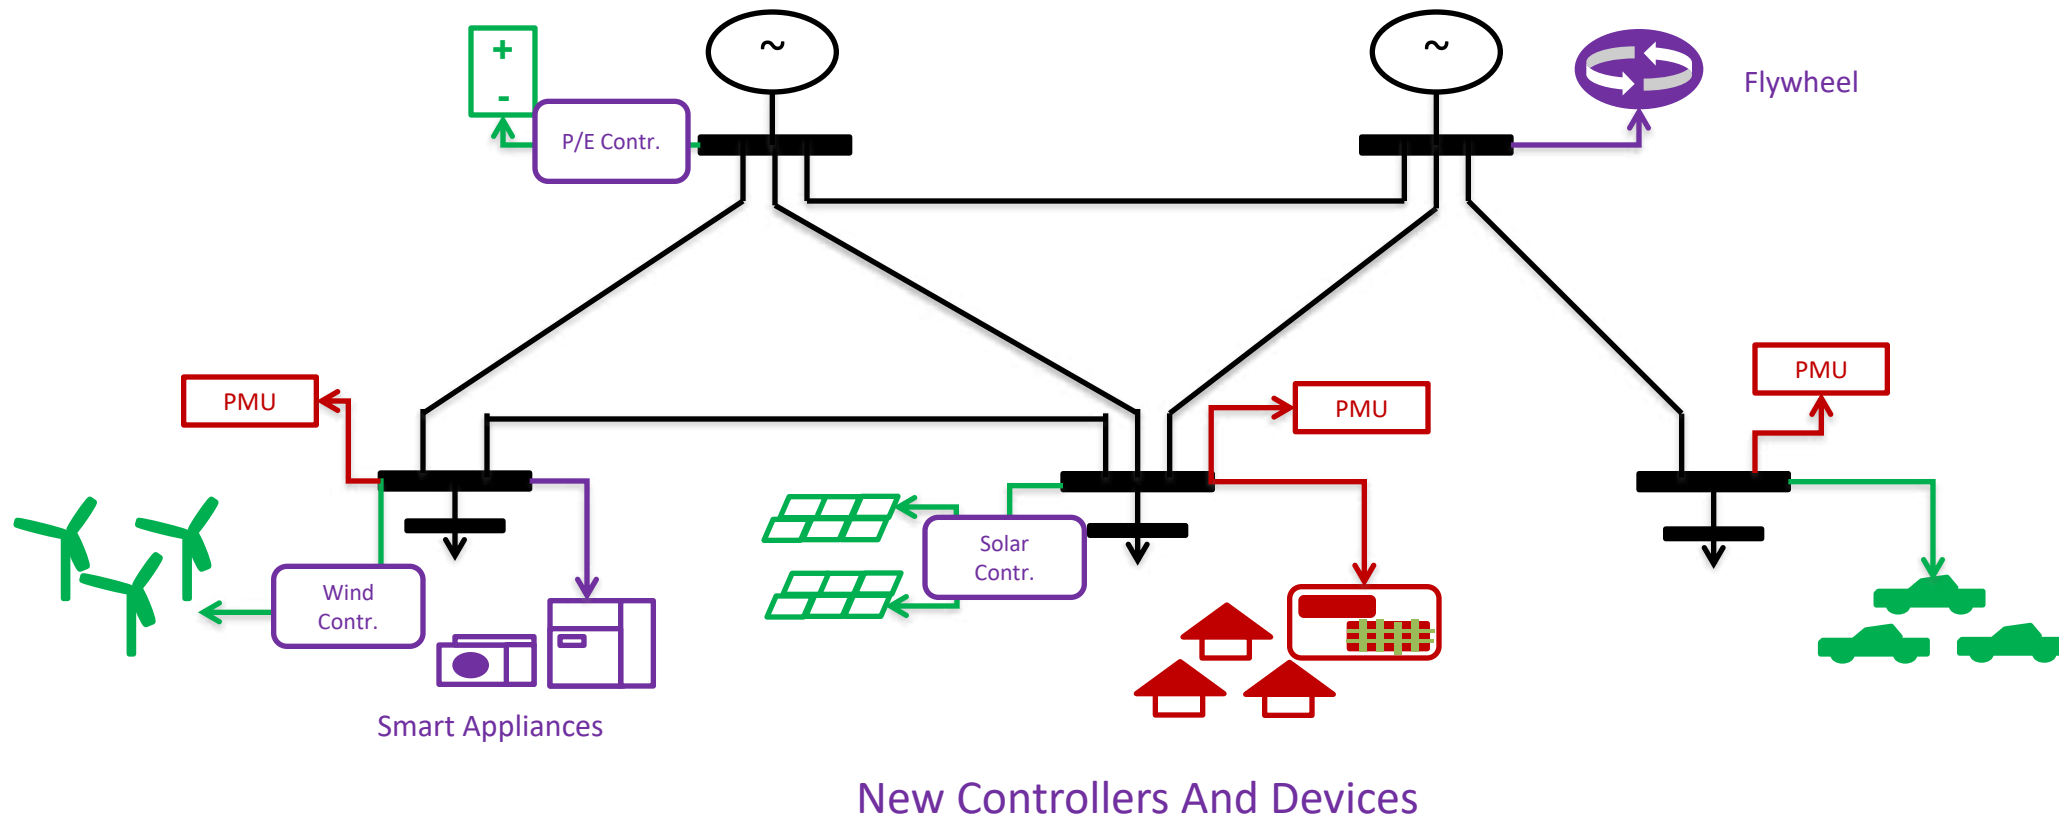 +
-
~
~
P/E Contr.
Flywheel
PMU
PMU
PMU
Wind
Contr.
Solar
Contr.
Smart Appliances
New Controllers And Devices